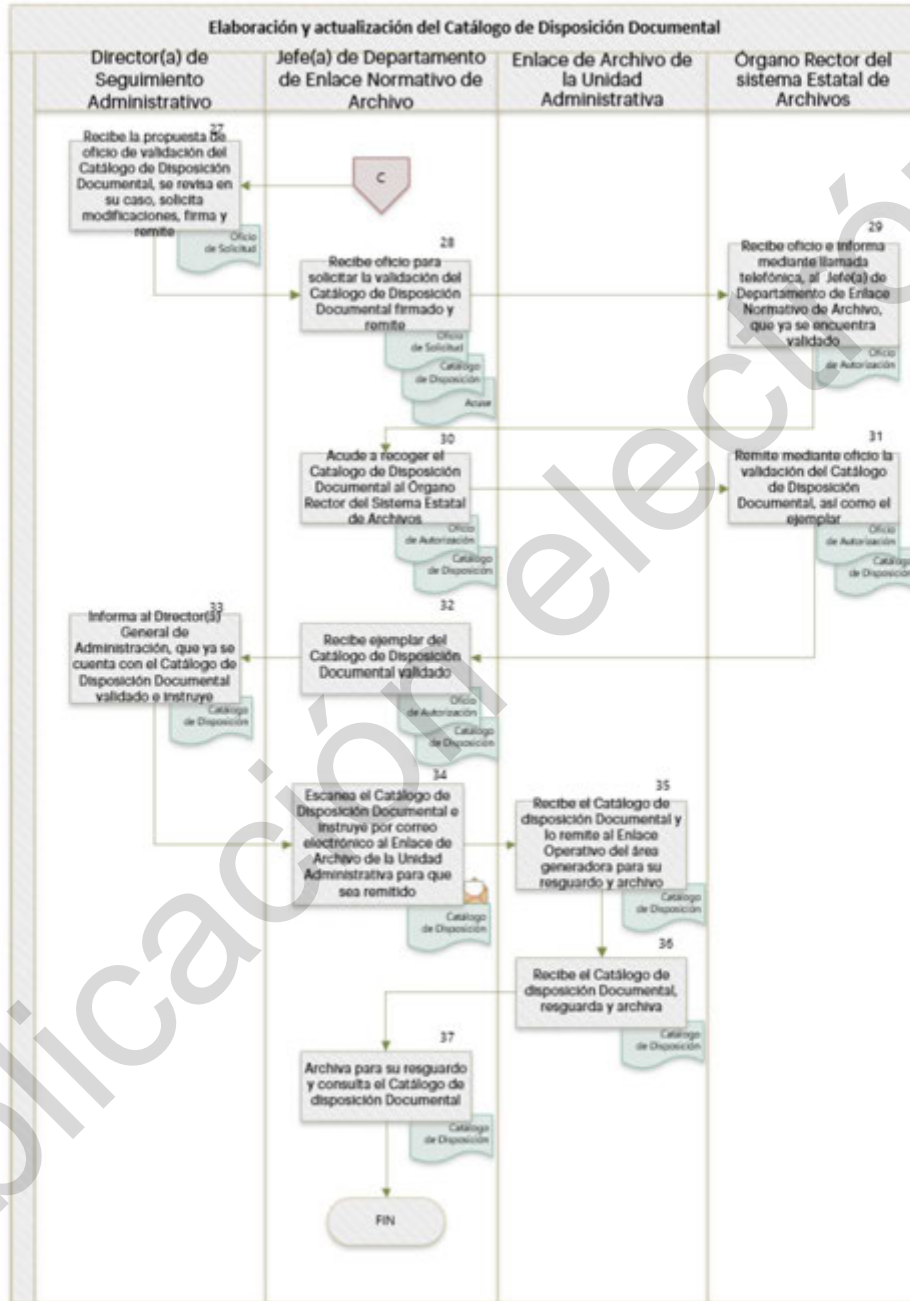 Elaboración y actualización del Catálogo de Disposición Documental
Director(a) de
Seguimiento
Administrativo
Jefe(a) de Departamento
de Enlace Normativo de
Archivo
Enlace de Archivo de
la Unidad
Administrativa
Órgano Rector del
sistema Estatal de
Archivos
27
Recibe la propuesta de
oficio de validación del
Catálogo de Disposición
Documental, se revisa en
su caso, solicita
modificaciones, firma y
remite
Oficio
de Solicitud
C
28
Recibe oficio para
solicitar la validación del
Catálogo de Disposición
Documental firmado y
remite
Oficio
de Solicitud
Catálogo
de Disposición
Acuse
29
Recibe oficio e informa
mediante llamada
telefónica, al Jefe(a) de
Departamento de Enlace
Normativo de Archivo,
que ya se encuentra
validado
Oficio
de Autorización
30
Acude a recoger el
Catalogo de Disposición
Documental al Órgano
Rector del Sistema Estatal
de Archivos
Oficio
de Autorización
Catálogo
de Disposición
31
Remite mediante oficio la
validación del Catálogo
de Disposición
Documental, así como el
ejemplar
Oficio
de Autorización
Catálogo
de Disposición
32
Recibe ejemplar del
Catálogo de Disposición
Documental validado
Oficio
de Autorización
Catálogo
de Disposición
33
Informa al Director(a)
General de
Administración, que ya se
cuenta con el Catálogo de
Disposición Documental
validado e instruye
Catálogo
de Disposición
34
Escanea el Catálogo de
Disposición Documental e
instruye por correo
electrónico al Enlace de
Archivo de la Unidad
Administrativa para que
sea remitido
Catálogo
de Disposición
35
Recibe el Catálogo de
disposición Documental y
lo remite al Enlace
Operativo del área
generadora para su
resguardo y archivo
Catálogo
de Disposición
36
Recibe el Catálogo de
disposición Documental,
resguarda y archiva
Catálogo
de Disposición
37
Archiva para su resguardo
y consulta el Catálogo de
disposición Documental
Catálogo
de Disposición
FIN
plicación electrón